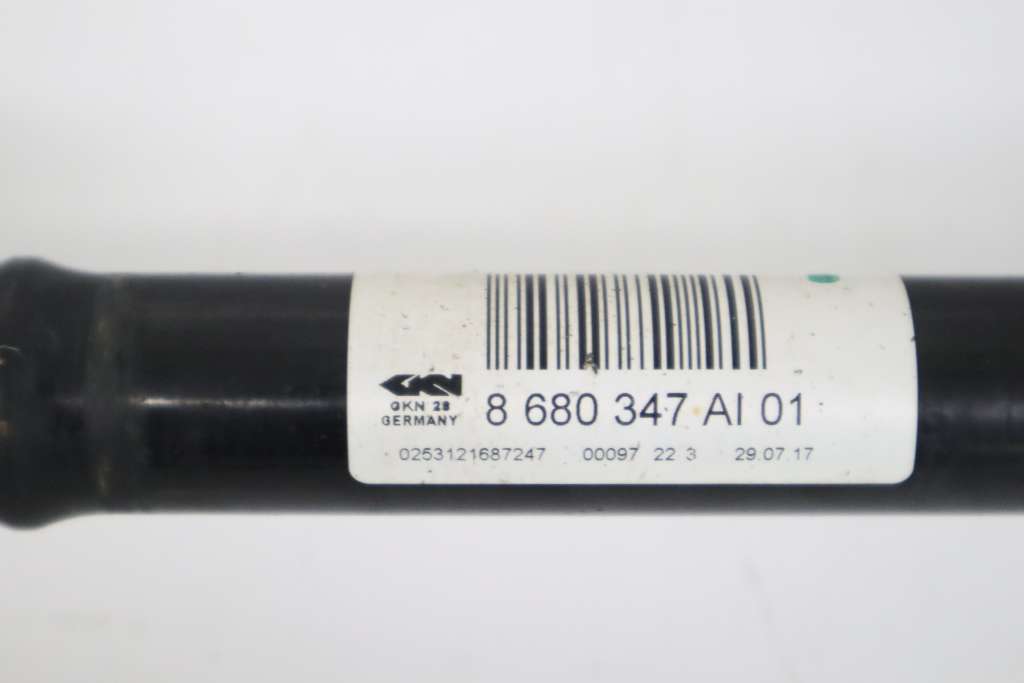 GKN
GKN 28
GERMANY
8 680 347 AI 01
0253121687247 00097 22 3 29.07.17